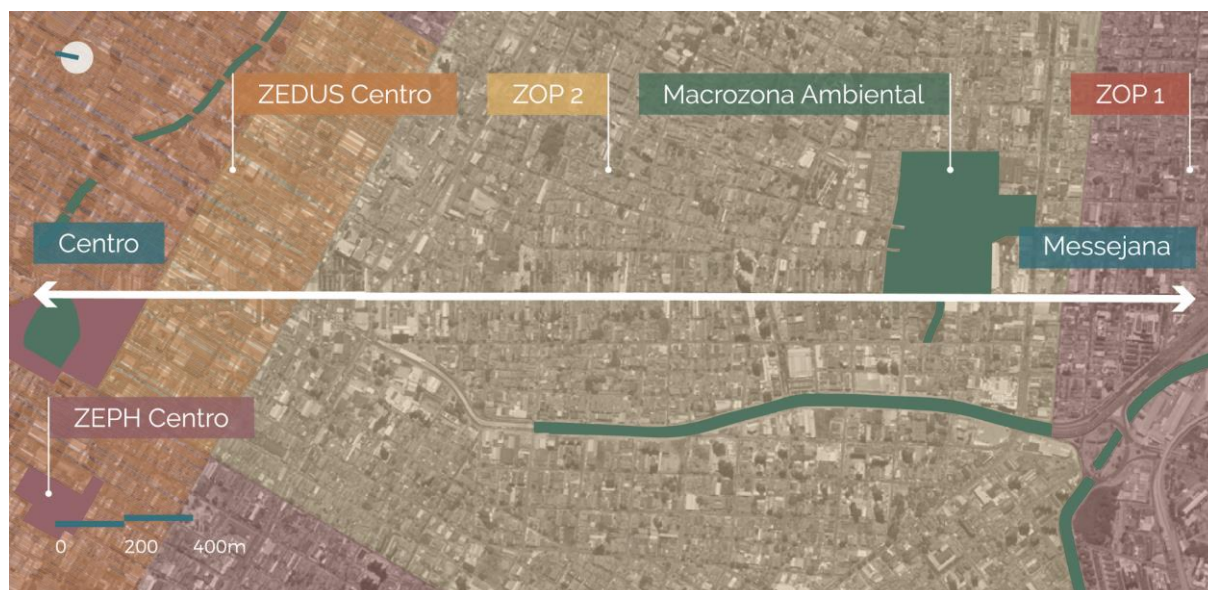 ZEDUS Centro
ZOP 2
Macrozona Ambiental
ZOP 1
Centro
Messejana
ZEPH Centro
0 200 400m